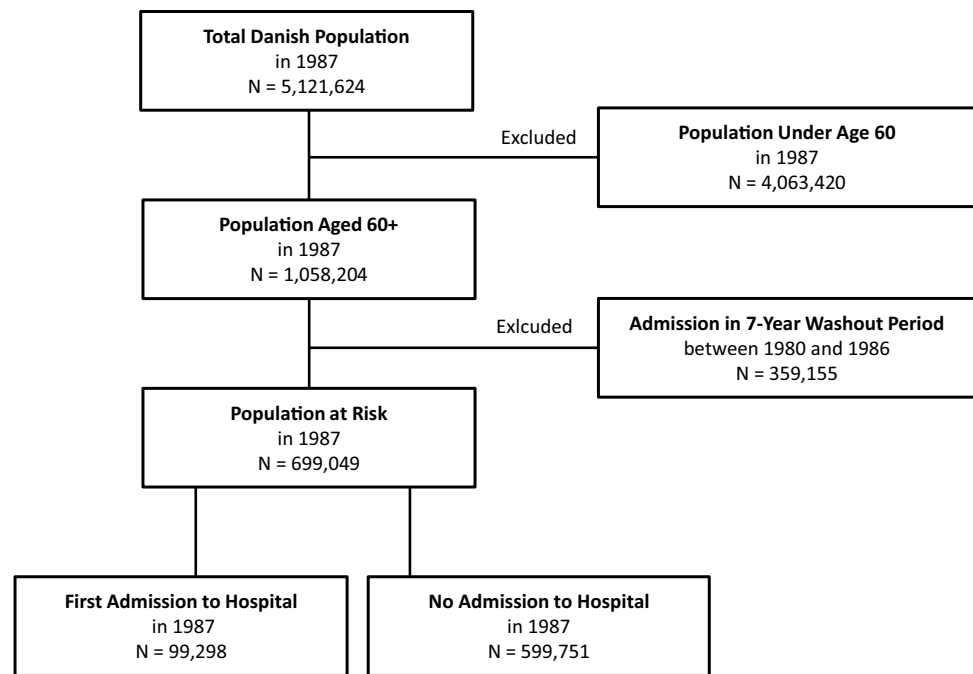 Total Danish Population
in 1987
N = 5,121,624
Excluded
Population Under Age 60
in 1987
N = 4,063,420
Population Aged 60+
in 1987
N = 1,058,204
Exlcuded
Admission in 7-Year Washout Period
between 1980 and 1986
N = 359,155
Population at Risk
in 1987
N = 699,049
First Admission to Hospital
in 1987
N = 99,298
No Admission to Hospital
in 1987
N = 599,751